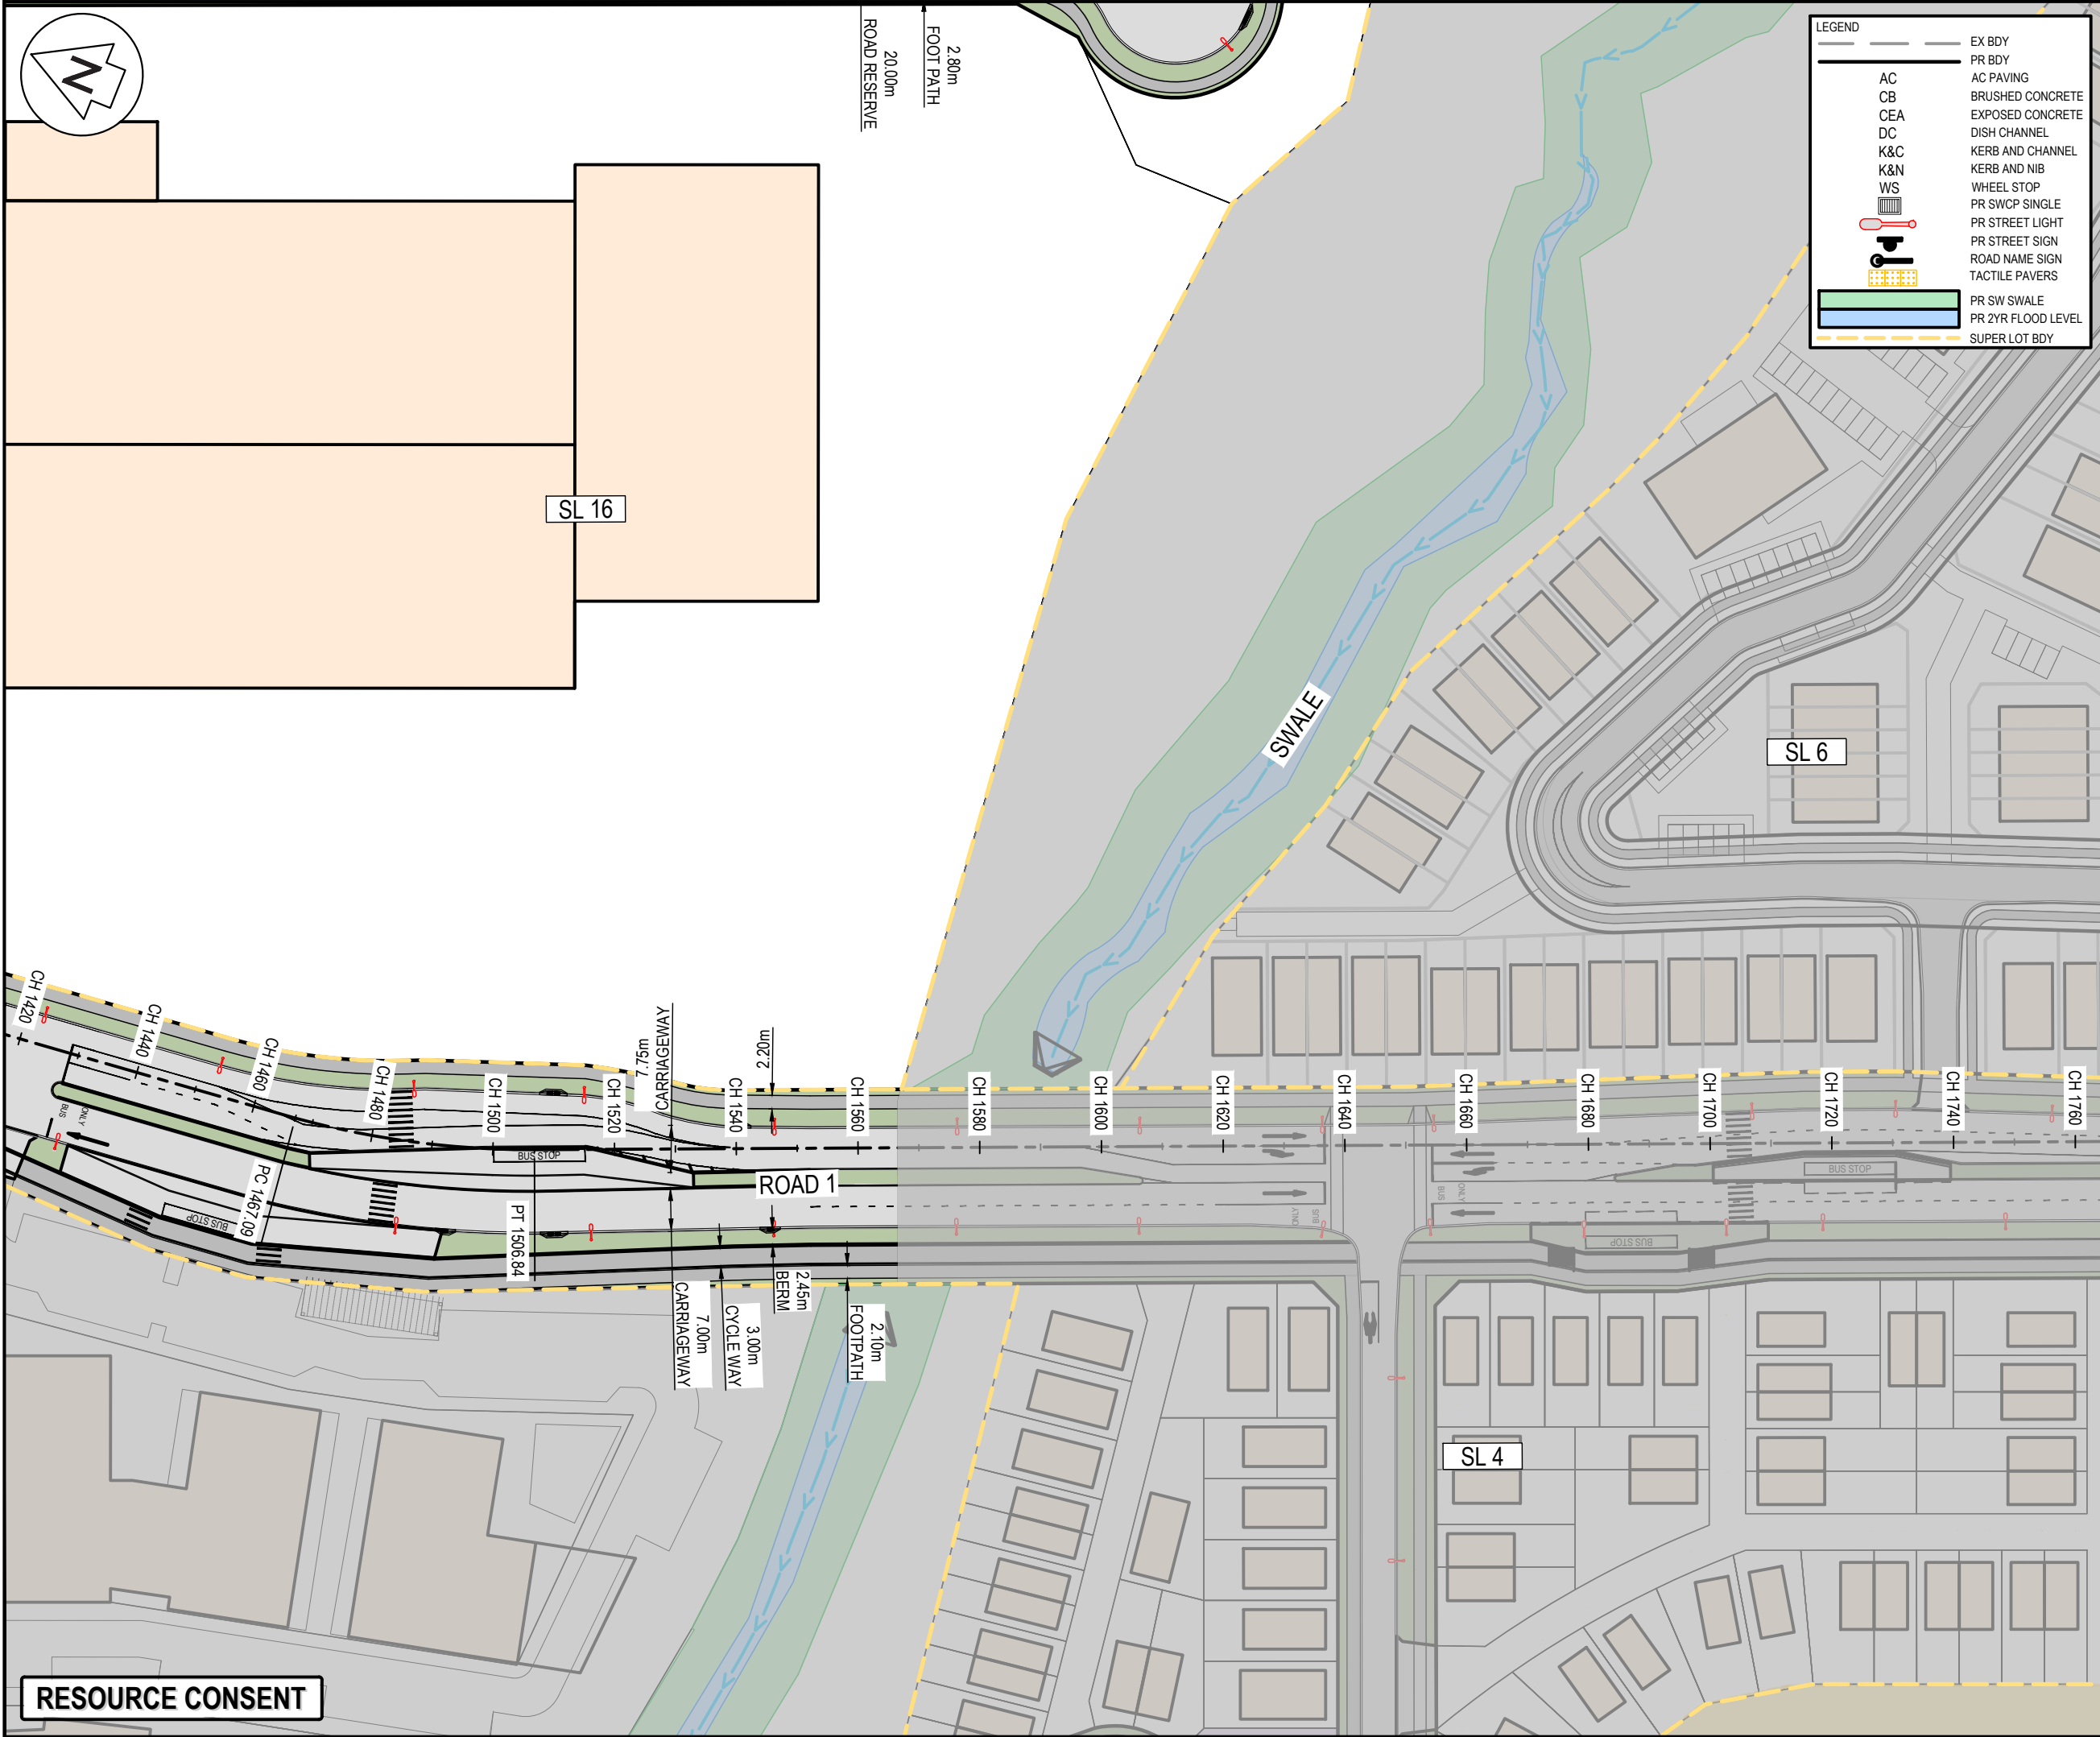 LEGEND
EX BDY
PR BDY
AC AC PAVING
CB BRUSHED CONCRETE
CEA EXPOSED CONCRETE
DC DISH CHANNEL
K&C KERB AND CHANNEL
K&N KERB AND NIB
WS WHEEL STOP
PR SWCP SINGLE
PR STREET LIGHT
PR STREET SIGN
ROAD NAME SIGN
TACTILE PAVERS
PR SW SWALE
PR 2YR FLOOD LEVEL
SUPER LOT BDY
N
20.00m
ROAD RESERVE
2.80m
FOOT PATH
SL 16
SWALE
SL 6
7.75m
CARRIAGEWAY
2.20m
CH 1420
CH 1440
CH 1460
CH 1480
CH 1500
CH 1520
CH 1540
CH 1560
CH 1580
CH 1600
CH 1620
CH 1640
CH 1660
CH 1680
CH 1700
CH 1720
CH 1740
CH 1760
BUS
ONLY
BUS STOP
BUS STOP
ROAD 1
BUS
ONLY
BUS
ONLY
BUS STOP
BUS STOP
PC 1467.09
PT 1506.84
7.00m
CARRIAGEWAY
3.00m
CYCLE WAY
2.45m
BERM
2.10m
FOOTPATH
SL 4
RESOURCE CONSENT